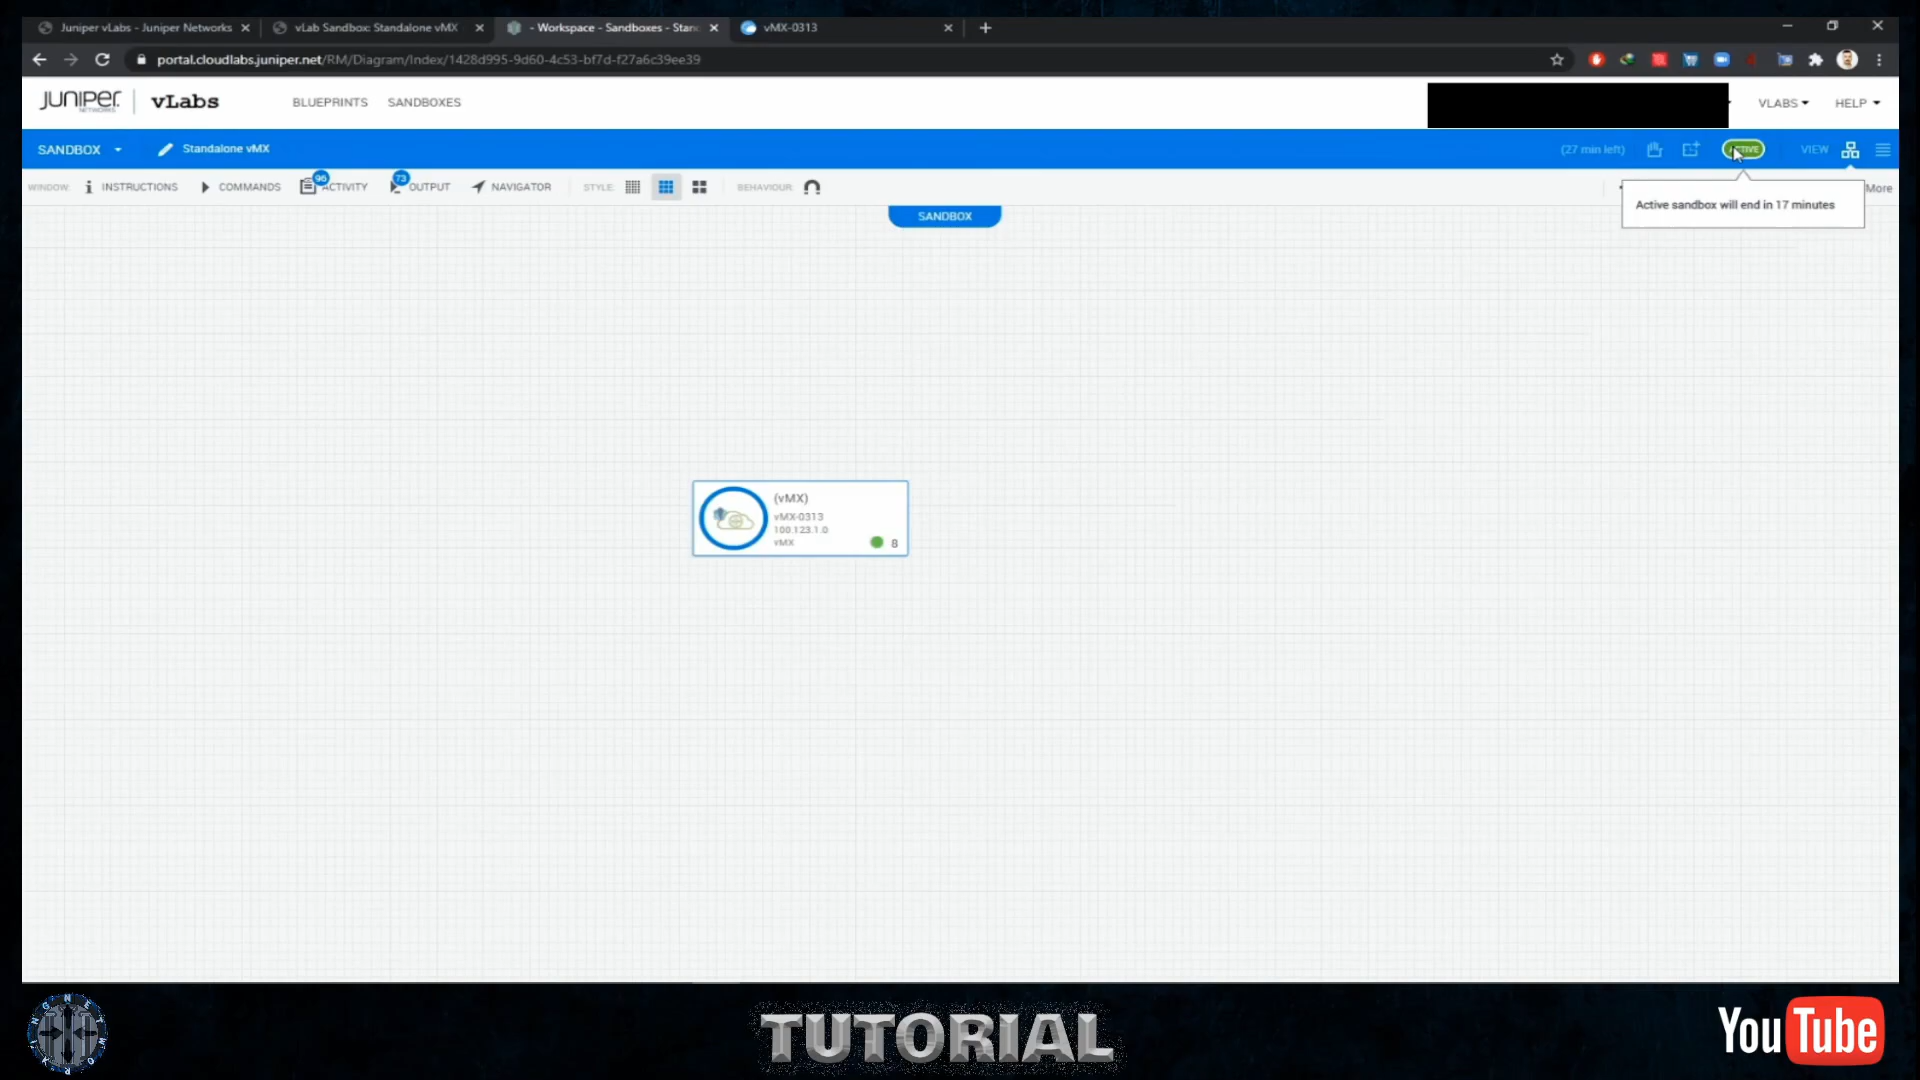 Juniper vLabs - Juniper Networks
vLab Sandbox: Standalone vMX
- Workspace - Sandboxes - Stan
vMX-0313
portal.cloudlabs.juniper.net/RM/Diagram/Index/1428d995-9d60-4c53-bf7d-f27a6c39ee39
JUNIPER NETWORKS
vLabs
BLUEPRINTS
SANDBOXES
VLABS
HELP
SANDBOX
Standalone vMX
(27 min left)
ACTIVE
VIEW
WINDOW:
INSTRUCTIONS
COMMANDS
96
ACTIVITY
73
OUTPUT
NAVIGATOR
STYLE:
BEHAVIOUR:
More
Active sandbox will end in 17 minutes
SANDBOX
(vMX)
vMX-0313
100.123.1.0
vMX
8
TUTORIAL
YouTube